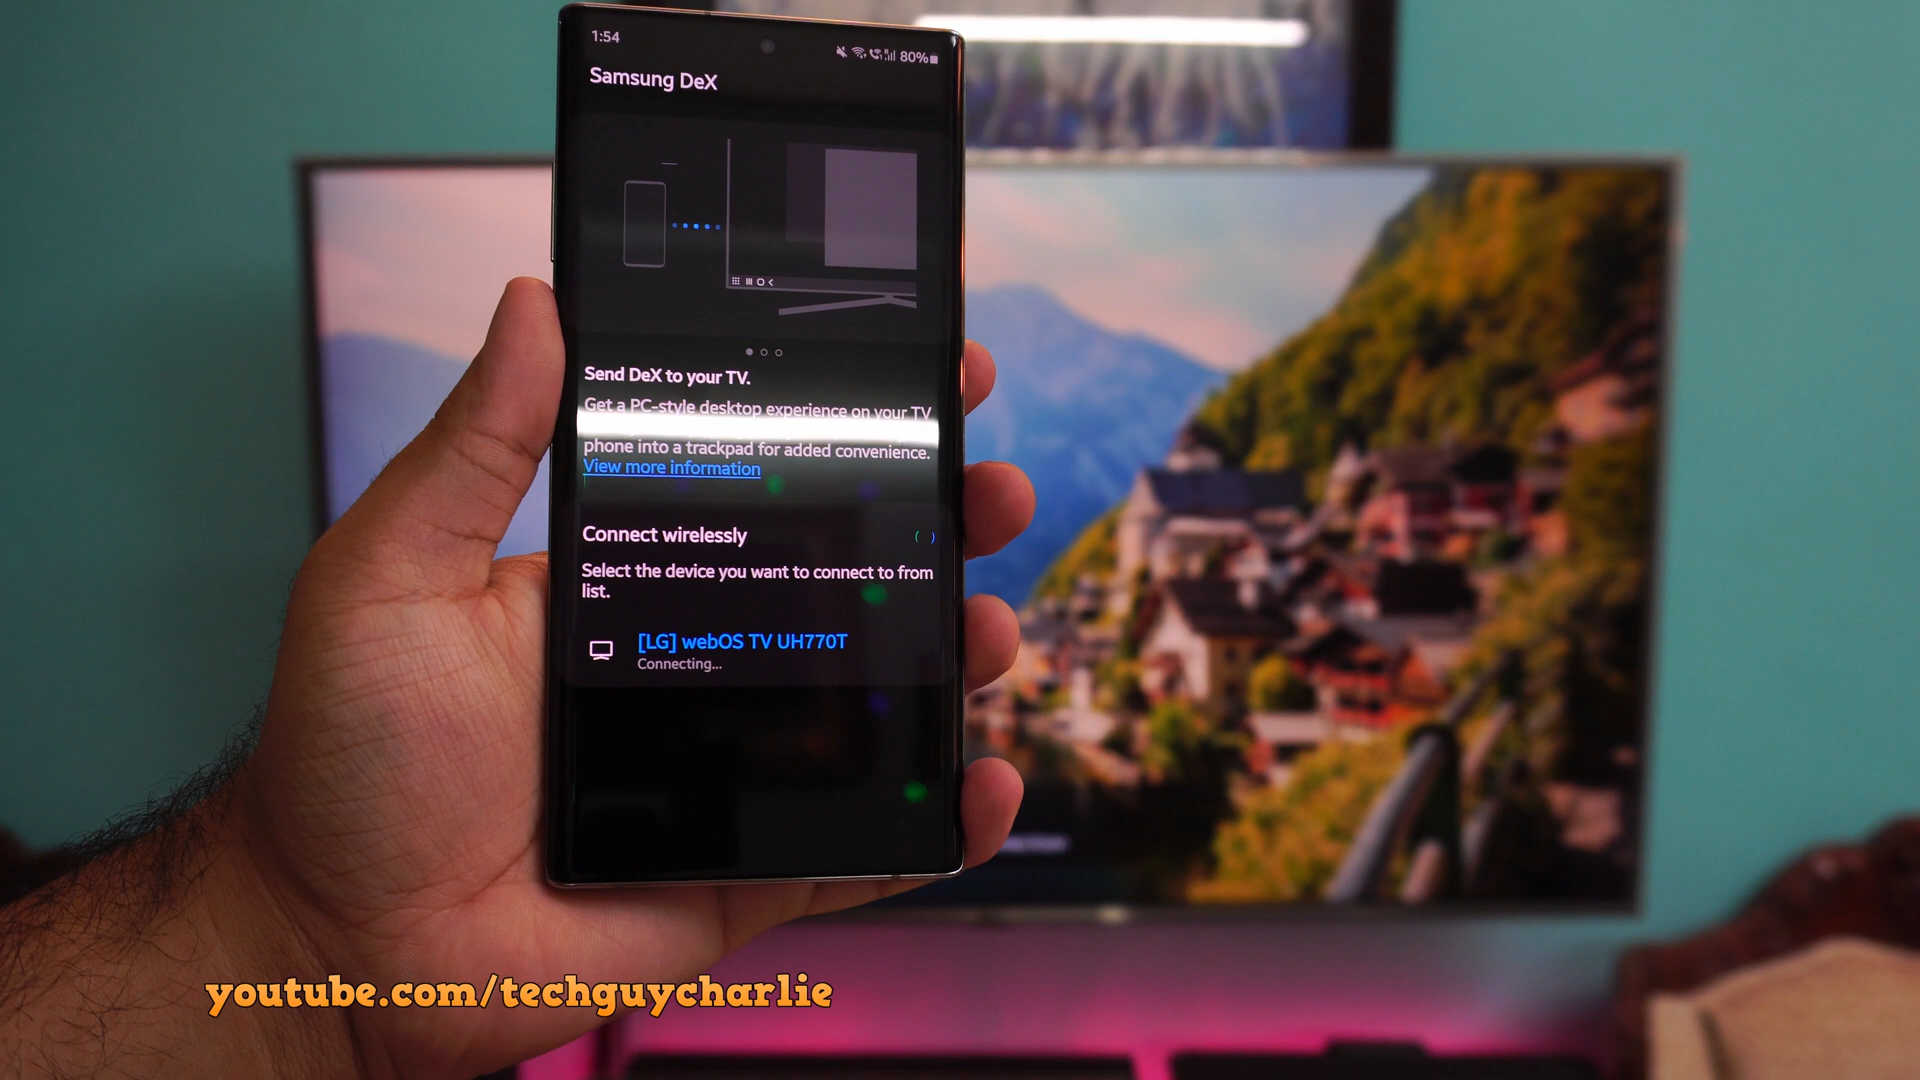 1:54
80%
Samsung DeX
Send DeX to your TV.
Get a PC-style desktop experience on your TV
phone into a trackpad for added convenience.
View more information
Connect wirelessly
Select the device you want to connect to from
list.
[LG] webOS TV UH770T
Connecting...
youtube.com/techguycharlie